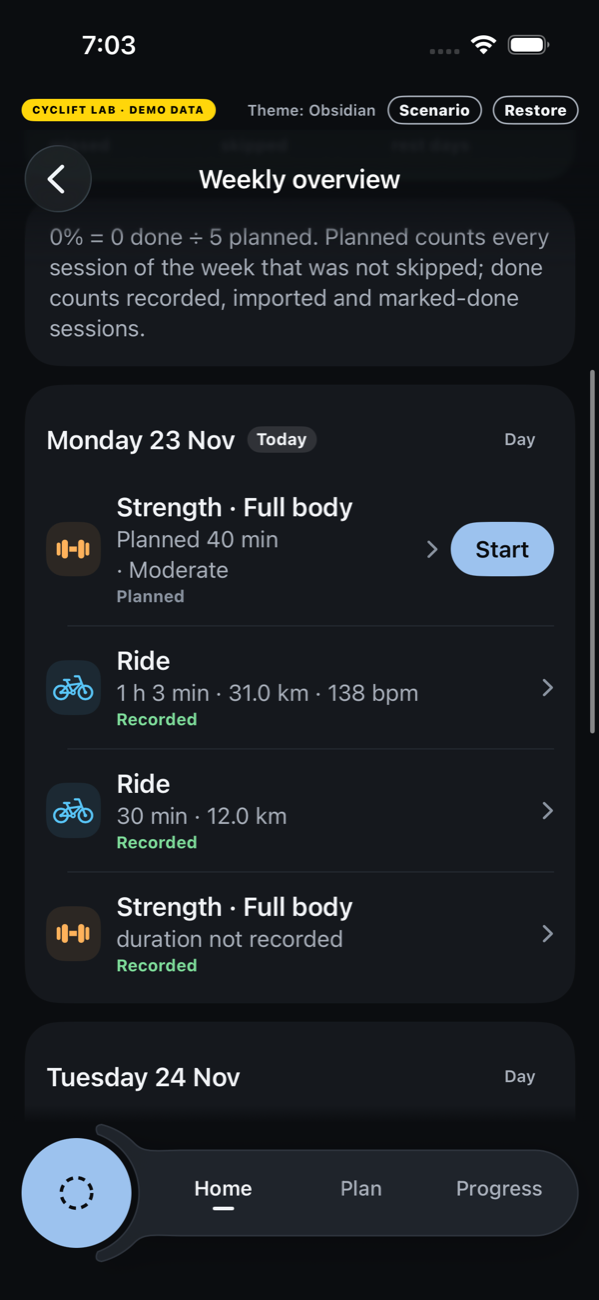 7:03
CYCLIFT LAB · DEMO DATA
Theme: Obsidian
Scenario
Restore
Weekly overview
0% = 0 done ÷ 5 planned. Planned counts every
session of the week that was not skipped; done
counts recorded, imported and marked-done
sessions.
Monday 23 Nov
Today
Day
Strength · Full body
Planned 40 min
· Moderate
Planned
Start
Ride
1 h 3 min · 31.0 km · 138 bpm
Recorded
Ride
30 min · 12.0 km
Recorded
Strength · Full body
duration not recorded
Recorded
Tuesday 24 Nov
Day
Home
Plan
Progress